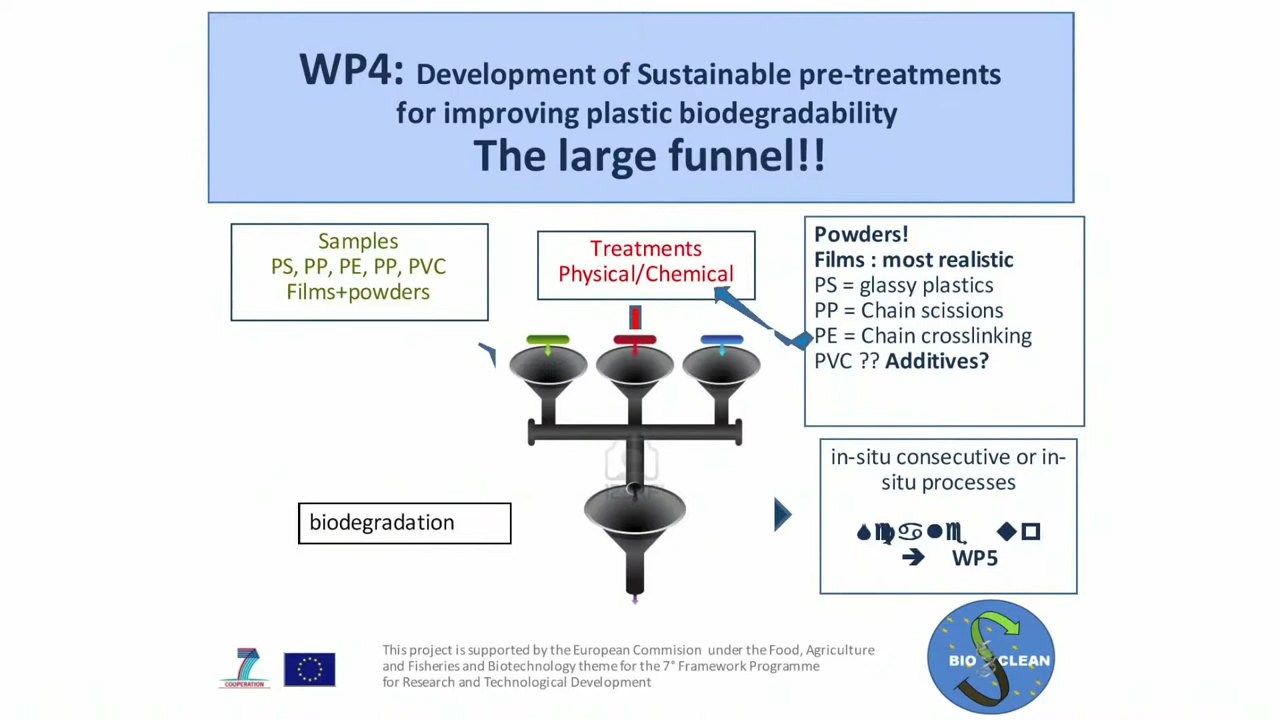 WP4: Development of Sustainable pre-treatments
for improving plastic biodegradability
The large funnel!!
Samples
PS, PP, PE, PP, PVC
Films+powders
Treatments
Physical/Chemical
Powders!
Films : most realistic
PS = glassy plastics
PP = Chain scissions
PE = Chain crosslinking
PVC ?? Additives?
in-situ consecutive or in-
situ processes
WP5
biodegradation
7
COOPERATION
This project is supported by the European Commision under the Food, Agriculture
and Fisheries and Biotechnology theme for the 7° Framework Programme
for Research and Technological Development
BIO CLEAN